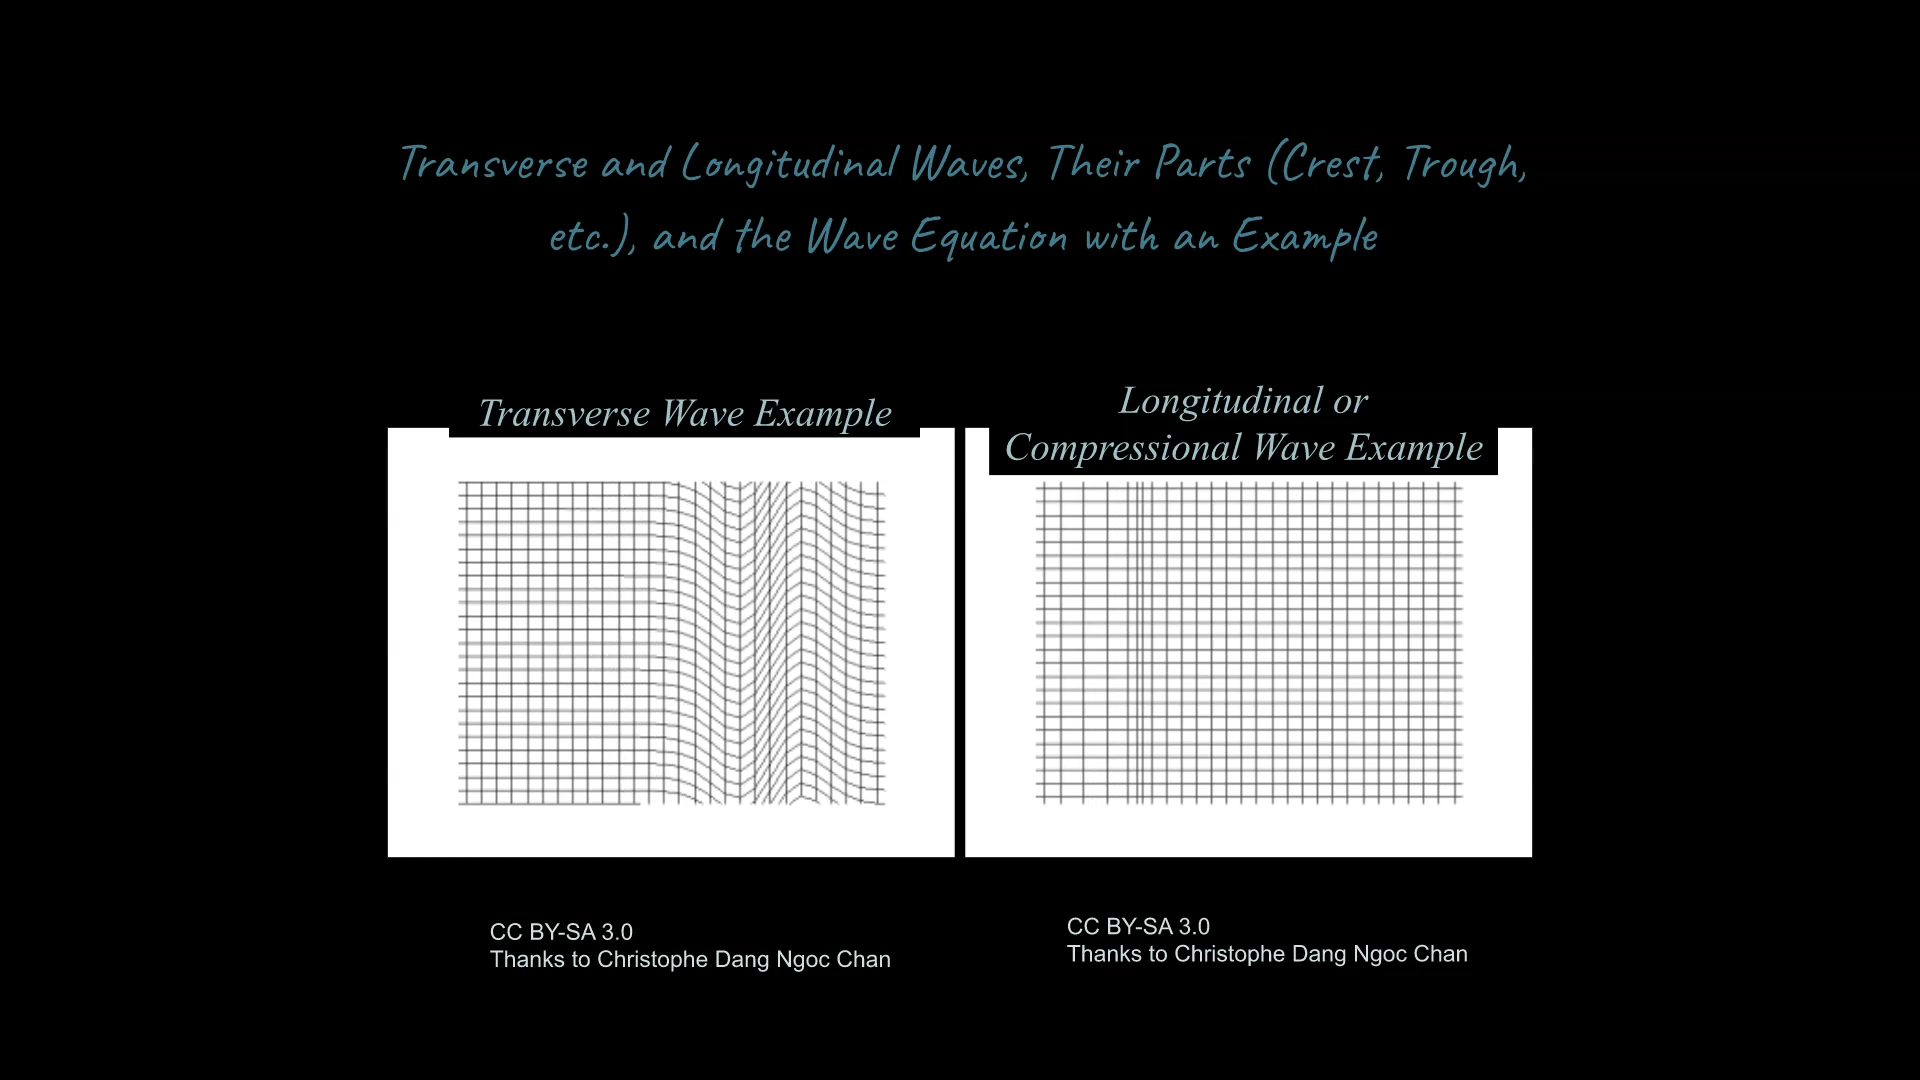 Transverse and Longitudinal Waves, Their Parts (Crest, Trough,
etc.), and the Wave Equation with an Example
Transverse Wave Example
Longitudinal or
Compressional Wave Example
CC BY-SA 3.0
Thanks to Christophe Dang Ngoc Chan
CC BY-SA 3.0
Thanks to Christophe Dang Ngoc Chan